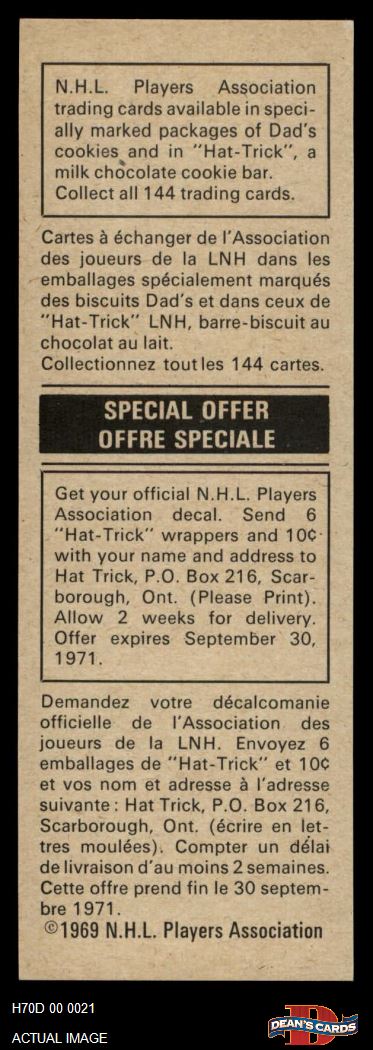 N.H.L. Players Association
trading cards available in speci-
ally marked packages of Dad's
cookies and in "Hat-Trick", a
milk chocolate cookie bar.
Collect all 144 trading cards.
Cartes à échanger de l'Association
des joueurs de la LNH dans les
emballages spécialement marqués
des biscuits Dad's et dans ceux de
"Hat-Trick" LNH, barre-biscuit au
chocolat au lait.
Collectionnez toutles 144 cartes.
SPECIAL OFFER
OFFRE SPECIALE
Get your official N.H.L. Players
Association decal. Send 6
"Hat-Trick" wrappers and 10¢
with your name and address to
Hat Trick, P.O. Box 216, Scar-
borough, Ont. (Please Print).
Allow 2 weeks for delivery.
Offer expires September 30,
1971.
Demandez votre décalcomanie
officielle de l'Association des
joueurs de la LNH. Envoyez 6
emballages de "Hat-Trick" et 10¢
et vos nom et adresse à l'adresse
suivante : Hat Trick, P.O. Box 216,
Scarborough, Ont. (écrire en let-
tres moulées). Compter un délai
de livraison d'au moins 2 semaines.
Cette offre prend fin le 30 septem-
bre 1971.
©1969 N.H.L. Players Association
H70D 00 0021
ACTUAL IMAGE
DEAN'S CARDS